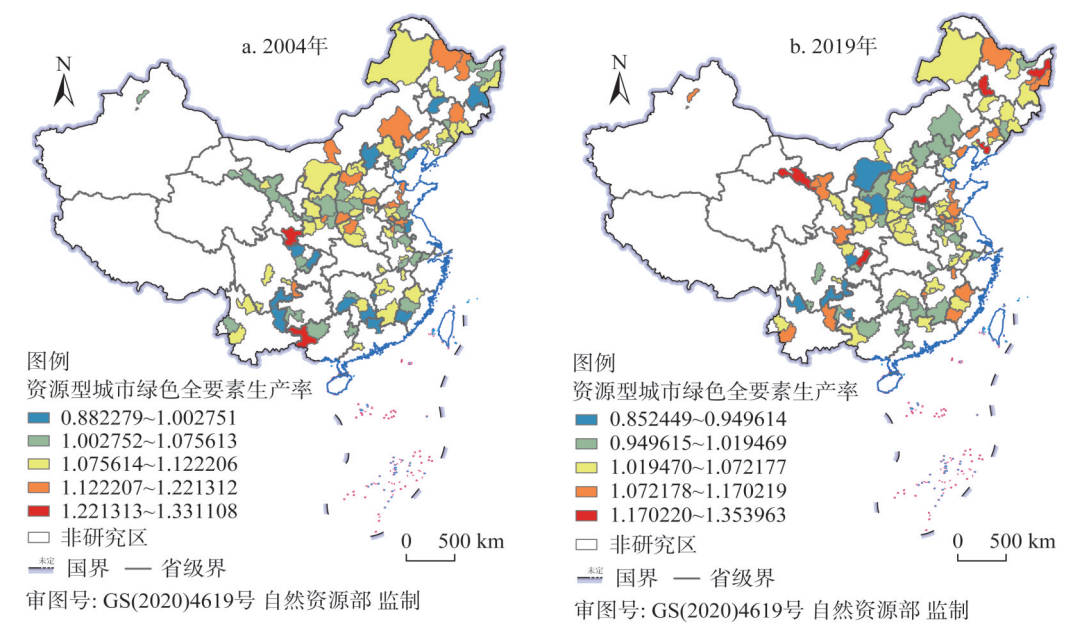 a. 2004年
N
图例
资源型城市绿色全要素生产率
0.882279~1.002751
1.002752~1.075613
1.075614~1.122206
1.122207~1.221312
1.221313~1.331108
非研究区
未定 国界 省级界
0 500 km
审图号: GS(2020)4619号 自然资源部 监制
b. 2019年
N
图例
资源型城市绿色全要素生产率
0.852449~0.949614
0.949615~1.019469
1.019470~1.072177
1.072178~1.170219
1.170220~1.353963
非研究区
未定 国界 省级界
0 500 km
审图号: GS(2020)4619号 自然资源部 监制